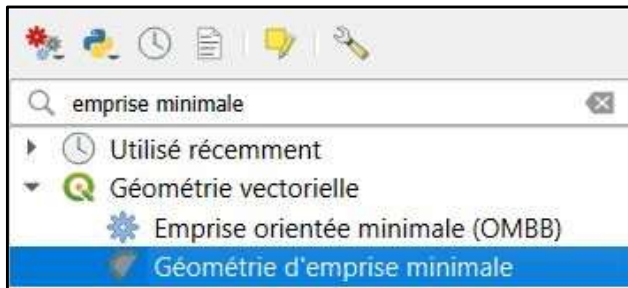 emprise minimale
Utilisé récemment
Géométrie vectorielle
Emprise orientée minimale (OMBB)
Géométrie d'emprise minimale